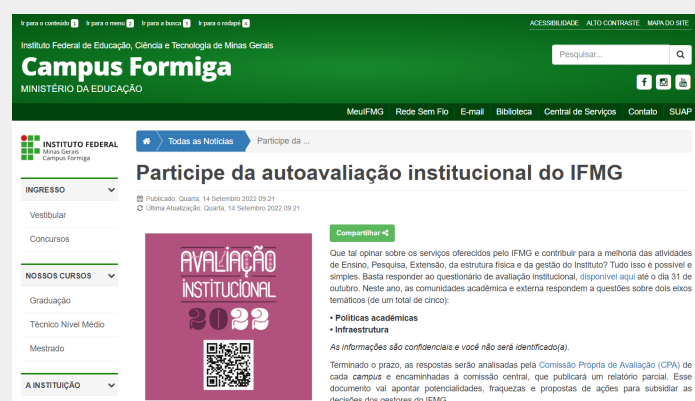 Ir para o conteúdo 1 Ir para o menu 2 Ir para a busca 3 Ir para o rodapé 4
ACESSIBILIDADE ALTO CONTRASTE MAPA DO SITE
Instituto Federal de Educação, Ciência e Tecnologia de Minas Gerais
Campus Formiga
MINISTÉRIO DA EDUCAÇÃO
Pesquisar...
MeuIFMG Rede Sem Fio E-mail Biblioteca Central de Serviços Contato SUAP
INSTITUTO FEDERAL
Minas Gerais
Campus Formiga
Todas as Notícias Participe da ...
Participe da autoavaliação institucional do IFMG
Publicado: Quarta, 14 Setembro 2022 09:21
Última Atualização: Quarta, 14 Setembro 2022 09:21
INGRESSO
Vestibular
Concursos
NOSSOS CURSOS
Graduação
Técnico Nível Médio
Mestrado
A INSTITUIÇÃO
AVALIAÇÃO
INSTITUCIONAL
2022
Compartilhar
Que tal opinar sobre os serviços oferecidos pelo IFMG e contribuir para a melhoria das atividades
de Ensino, Pesquisa, Extensão, da estrutura física e da gestão do Instituto? Tudo isso é possível e
simples. Basta responder ao questionário de avaliação institucional, disponível aqui até o dia 31 de
outubro. Neste ano, as comunidades acadêmica e externa respondem a questões sobre dois eixos
temáticos (de um total de cinco):
• Políticas acadêmicas
• Infraestrutura
As informações são confidenciais e você não será identificado(a).
Terminado o prazo, as respostas serão analisadas pela Comissão Própria de Avaliação (CPA) de
cada campus e encaminhadas à comissão central, que publicará um relatório parcial. Esse
documento vai apontar potencialidades, fraquezas e propostas de ações para subsidiar as
decisões dos gestores do IFMG.